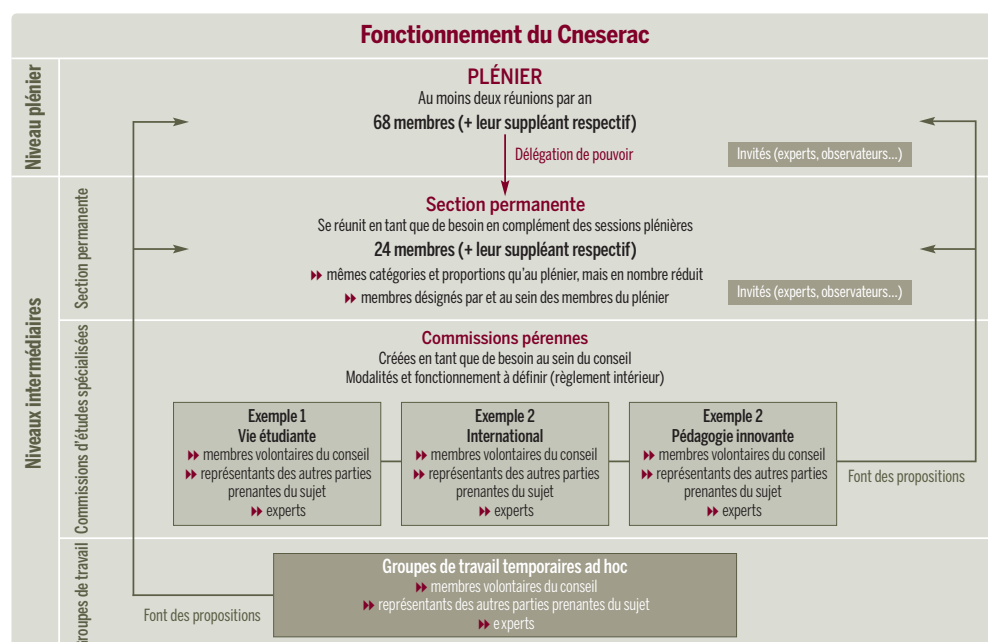 Fonctionnement du Cneserac
Niveau plénier
PLÉNIER
Au moins deux réunions par an
68 membres (+ leur suppléant respectif)
Délégation de pouvoir
Invités (experts, observateurs...)
Niveaux intermédiaires
Section permanente
Section permanente
Se réunit en tant que de besoin en complément des sessions plénières
24 membres (+ leur suppléant respectif)
mêmes catégories et proportions qu'au plénier, mais en nombre réduit
membres désignés par et au sein des membres du plénier
Invités (experts, observateurs...)
Commissions d'études spécialisées
Commissions pérennes
Créées en tant que de besoin au sein du conseil
Modalités et fonctionnement à définir (règlement intérieur)
Exemple 1
Vie étudiante
membres volontaires du conseil
représentants des autres parties
prenantes du sujet
experts
Exemple 2
International
membres volontaires du conseil
représentants des autres parties
prenantes du sujet
experts
Exemple 2
Pédagogie innovante
membres volontaires du conseil
représentants des autres parties
prenantes du sujet
experts
Font des propositions
Groupes de travail
Groupes de travail temporaires ad hoc
membres volontaires du conseil
représentants des autres parties prenantes du sujet
experts
Font des propositions